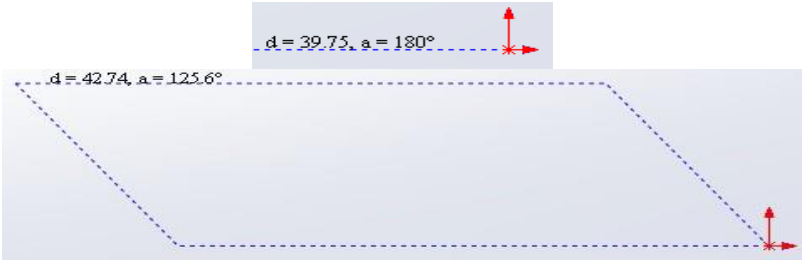 d = 39.75, a = 180°
d = 42.74, a = 125.6°